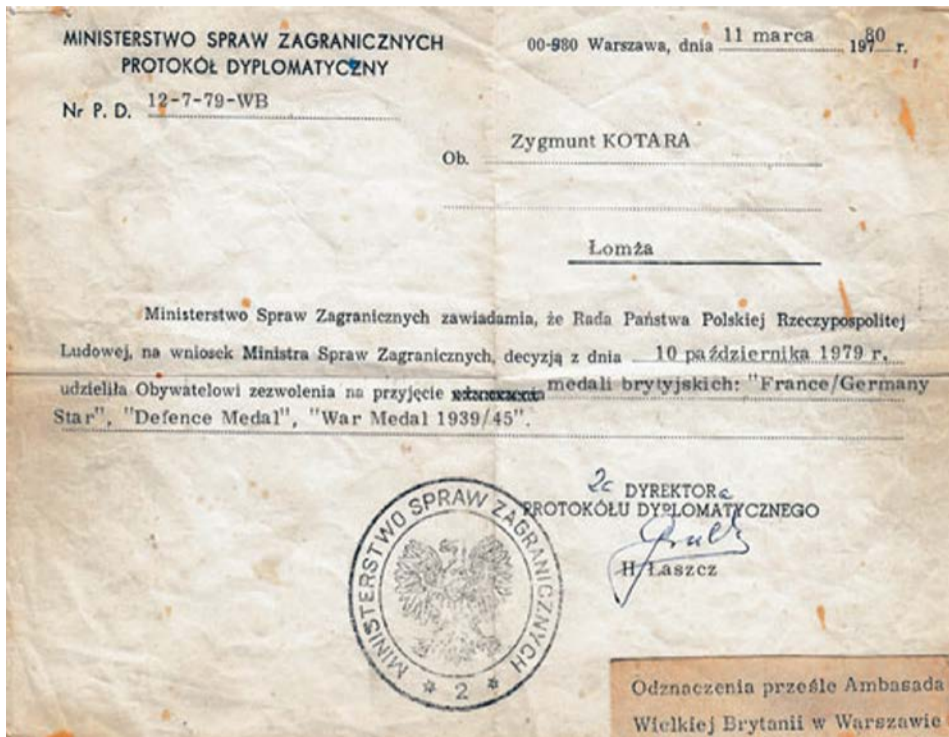 MINISTERSTWO SPRAW ZAGRANICZNYCH
PROTOKÓŁ DYPLOMATYCZNY
00-980 Warszawa, dnia 11 marca 1980 r.
Nr P. D. 12-7-79-WB
Ob. Zygmunt KOTARA
Łomża
Ministerstwo Spraw Zagranicznych zawiadamia, że Rada Państwa Polskiej Rzeczypospolitej
Ludowej, na wniosek Ministra Spraw Zagranicznych, decyzją z dnia 10 października 1979 r.
udzieliła Obywatelowi zezwolenia na przyjęcie medali brytyjskich: "France/Germany
Star", "Defence Medal", "War Medal 1939/45".
DYREKTORa
PROTOKÓŁU DYPLOMATYCZNEGO
H. Łaszcz
MINISTERSTWO SPRAW ZAGRANICZNYCH
* 2 *
Odznaczenia prześle Ambasada
Wielkiej Brytanii w Warszawie